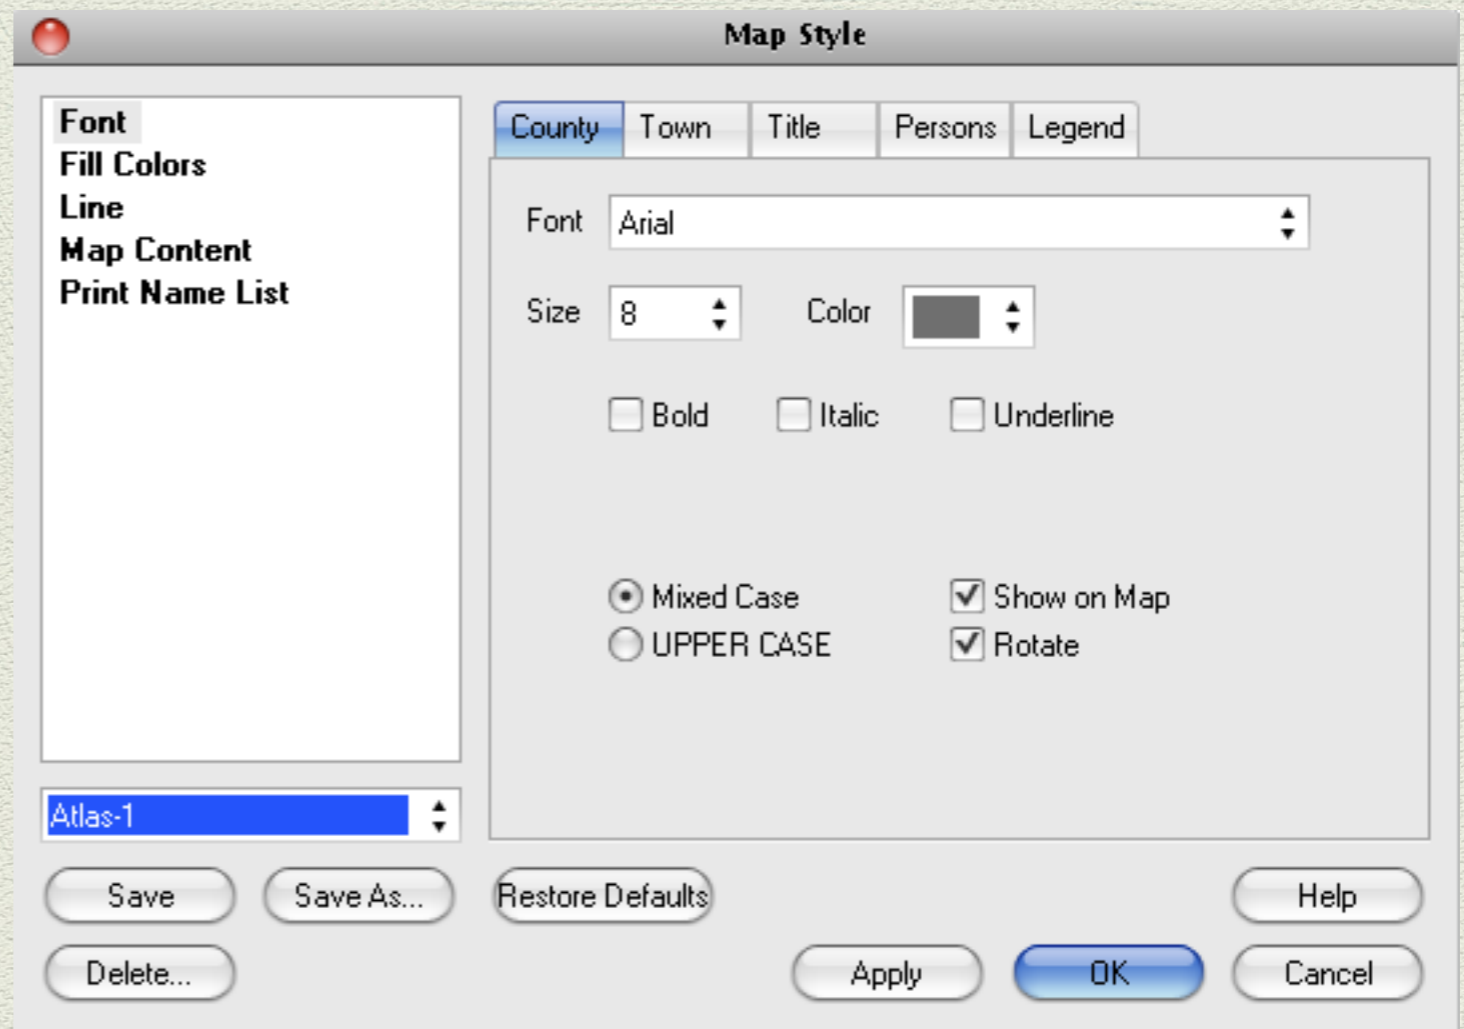 Map Style
Font
Fill Colors
Line
Map Content
Print Name List
Atlas-1
County Town Title Persons Legend
Font Arial
Size 8 Color
Bold Italic Underline
Mixed Case Show on Map
UPPER CASE Rotate
Save Save As... Restore Defaults Help
Delete... Apply OK Cancel